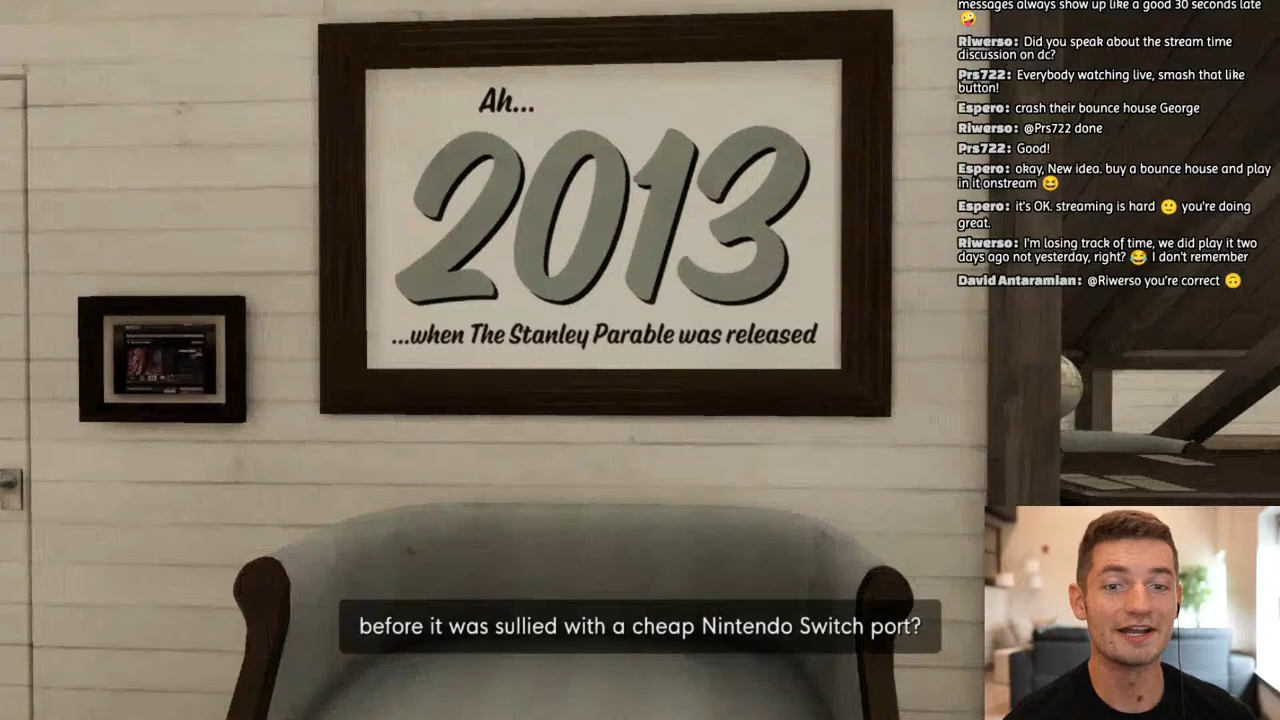 Ah...
2013
...when The Stanley Parable was released
before it was sullied with a cheap Nintendo Switch port?
messages always show up like a good 30 seconds late
🤪
Riwerso: Did you speak about the stream time
discussion on dc?
Prs722: Everybody watching live, smash that like
button!
Espero: crash their bounce house George
Riwerso: @Prs722 done
Prs722: Good!
Espero: okay, New idea. buy a bounce house and play
in it onstream 😆
Espero: it's OK. streaming is hard 🙂 you're doing
great.
Riwerso: I'm losing track of time, we did play it two
days ago not yesterday, right? 😂 I don't remember
David Antaramian: @Riwerso you're correct 🙃